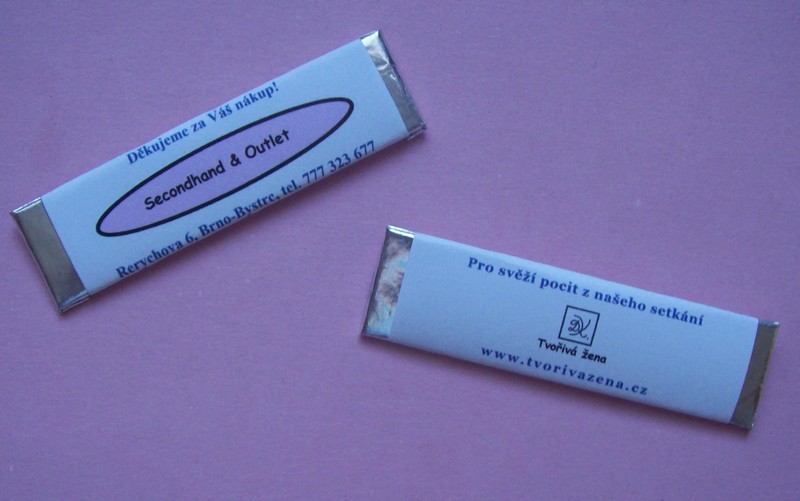 Děkujeme za Váš nákup!
Secondhand & Outlet
Rerychova 6, Brno-Bystrc, tel. 777 323 677
Pro svěží pocit z našeho setkání
DK
Tvořivá žena
www.tvorivazena.cz